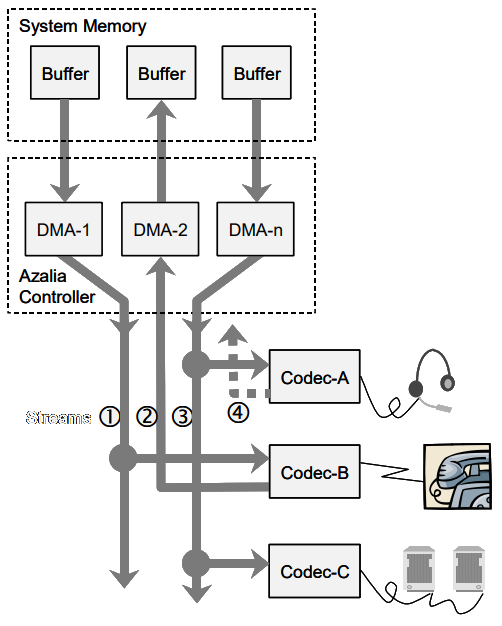 System Memory
Buffer Buffer Buffer
DMA-1 DMA-2 DMA-n
Azalia
Controller
Codec-A
Streams ① ② ③ ④
Codec-B
Codec-C